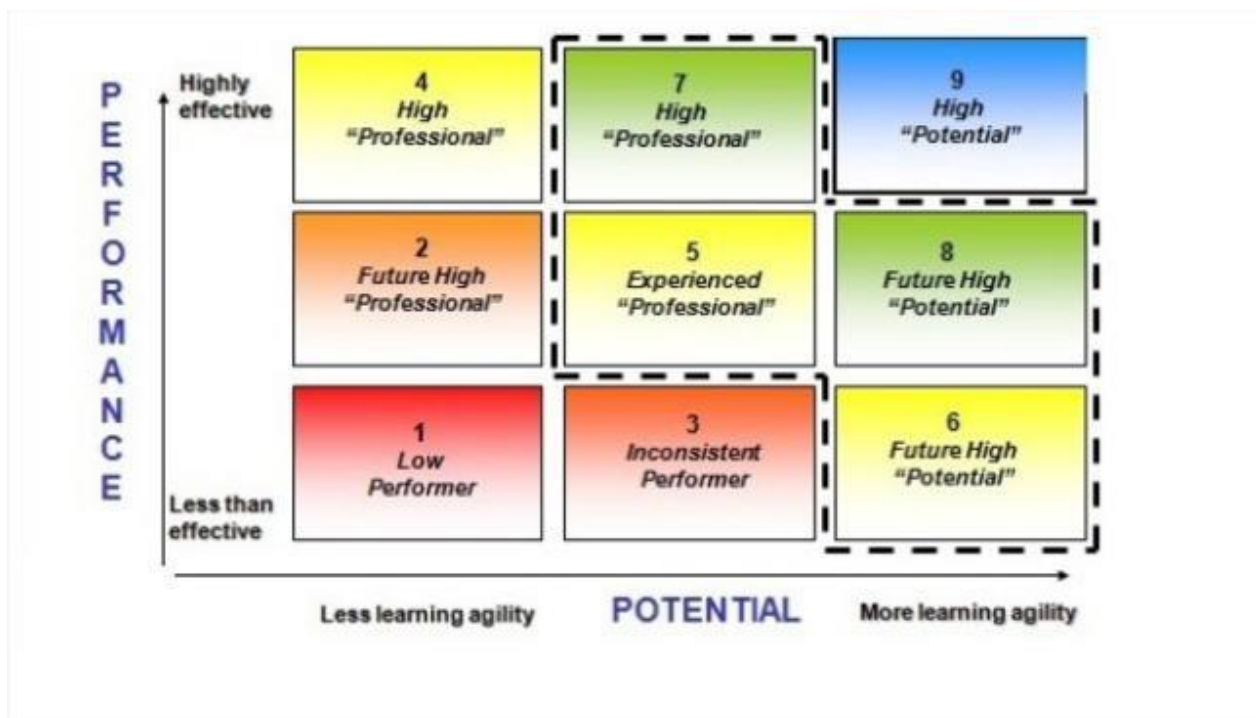 PERFORMANCE
Highly
effective
4
High
“Professional”
7
High
“Professional”
9
High
“Potential”
2
Future High
“Professional”
5
Experienced
“Professional”
8
Future High
“Potential”
1
Low
Performer
3
Inconsistent
Performer
6
Future High
“Potential”
Less than
effective
Less learning agility
POTENTIAL
More learning agility